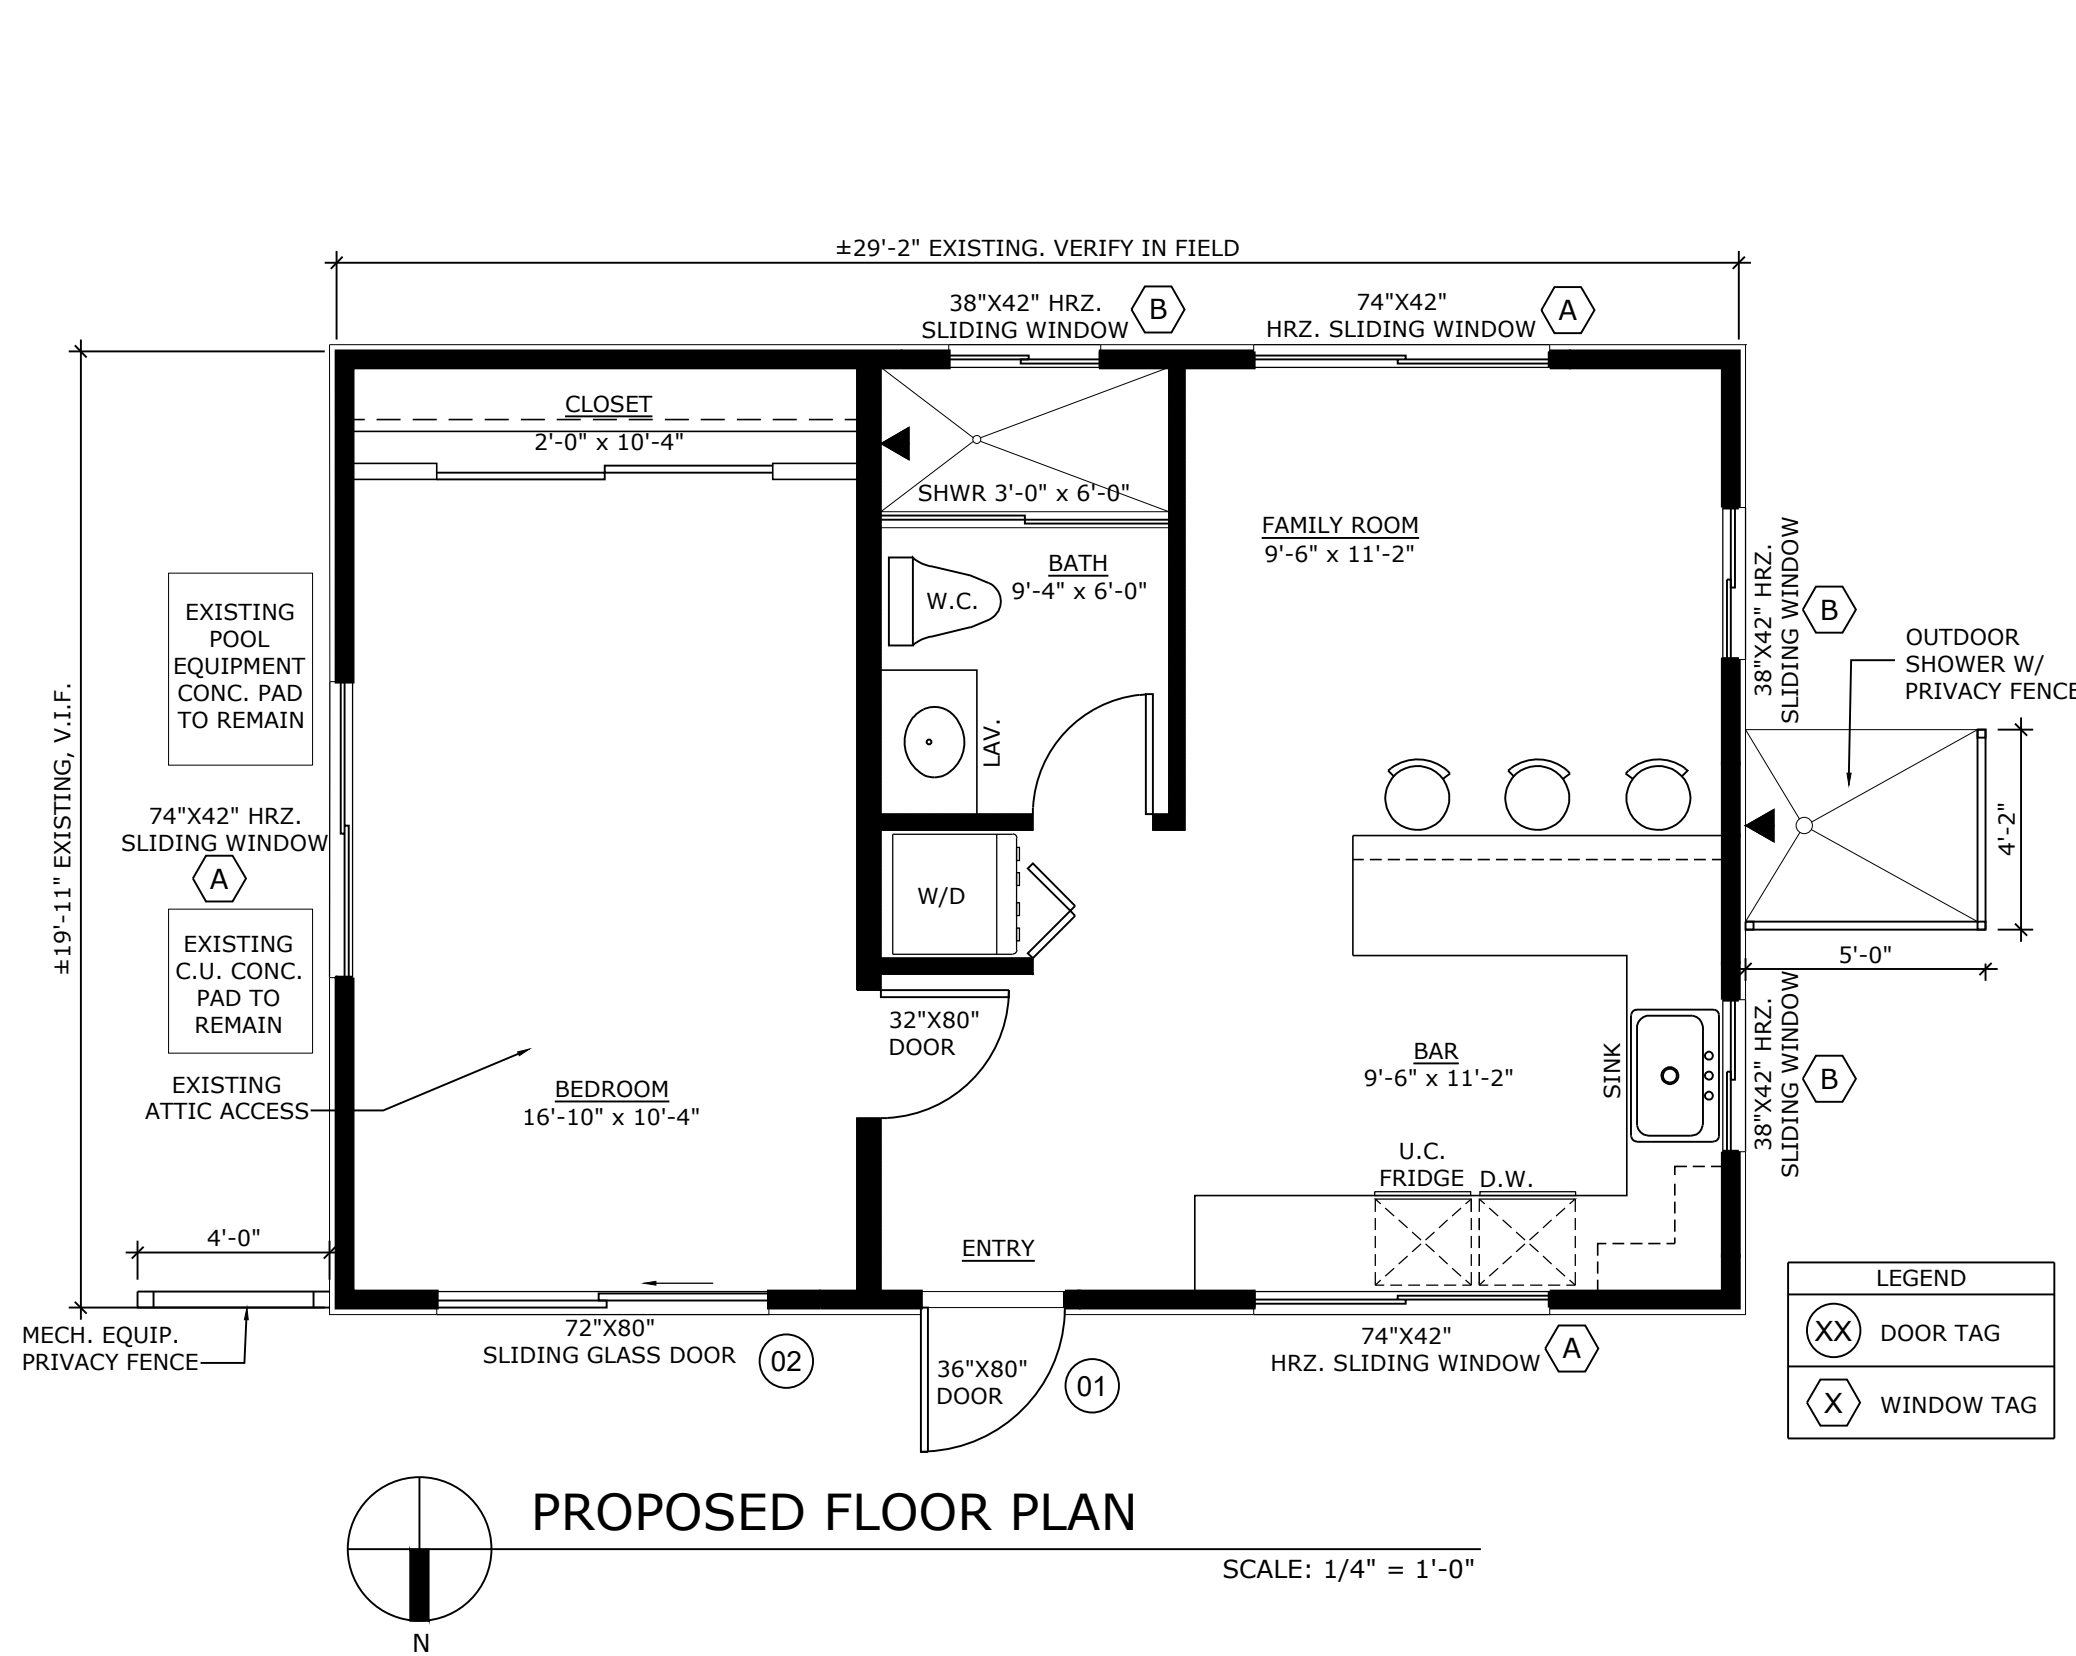 ±29'-2" EXISTING. VERIFY IN FIELD
38"X42" HRZ.
SLIDING WINDOW
B
74"X42"
HRZ. SLIDING WINDOW
A
CLOSET
2'-0" x 10'-4"
SHWR 3'-0" x 6'-0"
FAMILY ROOM
9'-6" x 11'-2"
BATH
9'-4" x 6'-0"
W.C.
LAV.
EXISTING
POOL
EQUIPMENT
CONC. PAD
TO REMAIN
±19'-11" EXISTING, V.I.F.
74"X42" HRZ.
SLIDING WINDOW
A
EXISTING
C.U. CONC.
PAD TO
REMAIN
EXISTING
ATTIC ACCESS
38"X42" HRZ.
SLIDING WINDOW
B
OUTDOOR
SHOWER W/
PRIVACY FENCE
4'-2"
5'-0"
W/D
32"X80"
DOOR
BEDROOM
16'-10" x 10'-4"
BAR
9'-6" x 11'-2"
SINK
38"X42" HRZ.
SLIDING WINDOW
B
U.C.
FRIDGE
D.W.
ENTRY
4'-0"
MECH. EQUIP.
PRIVACY FENCE
72"X80"
SLIDING GLASS DOOR
02
36"X80"
DOOR
01
74"X42"
HRZ. SLIDING WINDOW
A
LEGEND
XX DOOR TAG
X WINDOW TAG
PROPOSED FLOOR PLAN
SCALE: 1/4" = 1'-0"
N